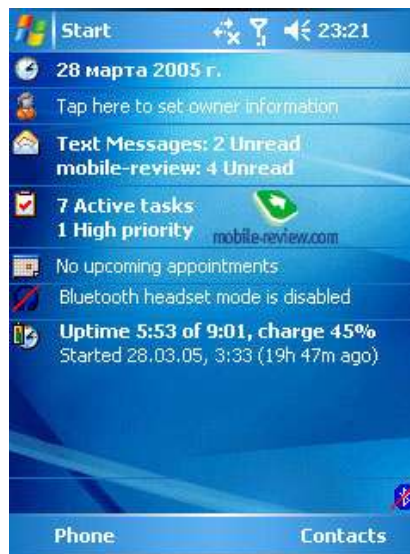 Start
23:21
28 марта 2005 г.
Tap here to set owner information
Text Messages: 2 Unread
mobile-review: 4 Unread
7 Active tasks
1 High priority
mobile-review.com
No upcoming appointments
Bluetooth headset mode is disabled
Uptime 5:53 of 9:01, charge 45%
Started 28.03.05, 3:33 (19h 47m ago)
Phone
Contacts